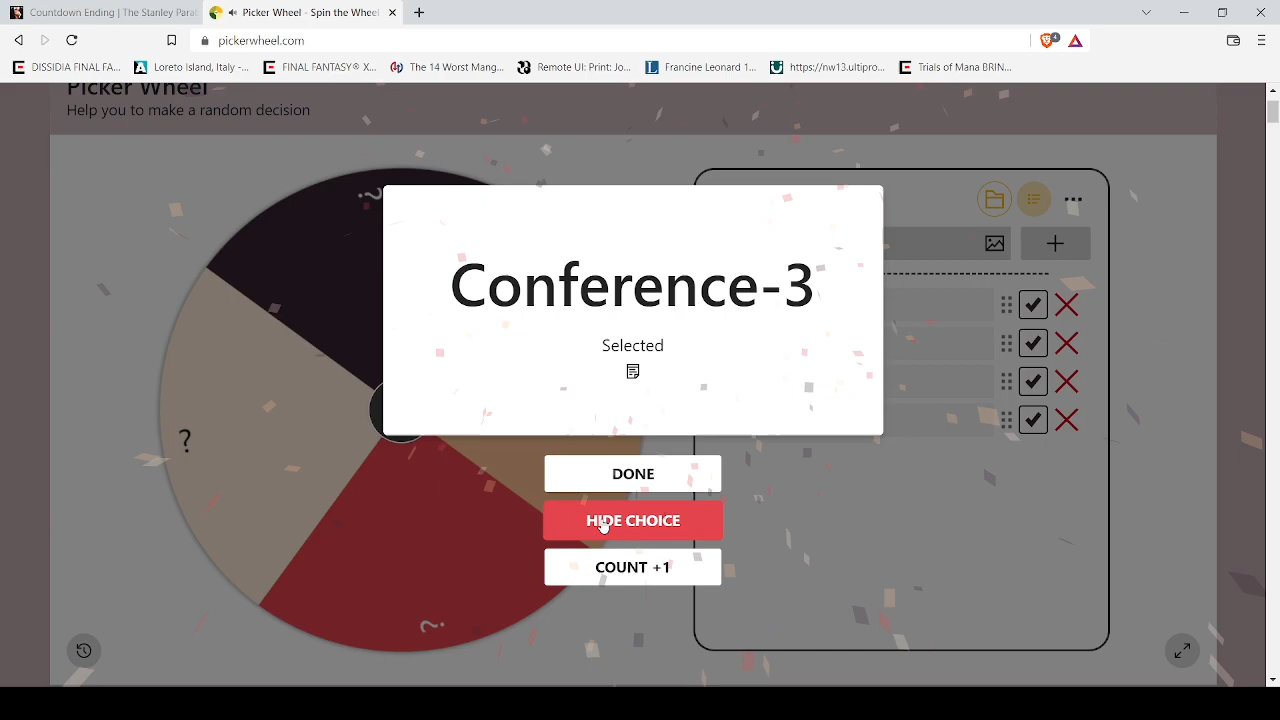 Countdown Ending | The Stanley Para
Picker Wheel - Spin the Wheel
pickerwheel.com
4
DISSIDIA FINAL FA...
Loreto Island, Italy -...
FINAL FANTASY® X...
The 14 Worst Mang...
Remote UI: Print: Jo...
Francine Leonard 1...
https://nw13.ultipro...
Trials of Mana BRIN...
Picker Wheel
Help you to make a random decision
?
?
?
Conference-3
Selected
DONE
HIDE CHOICE
COUNT +1